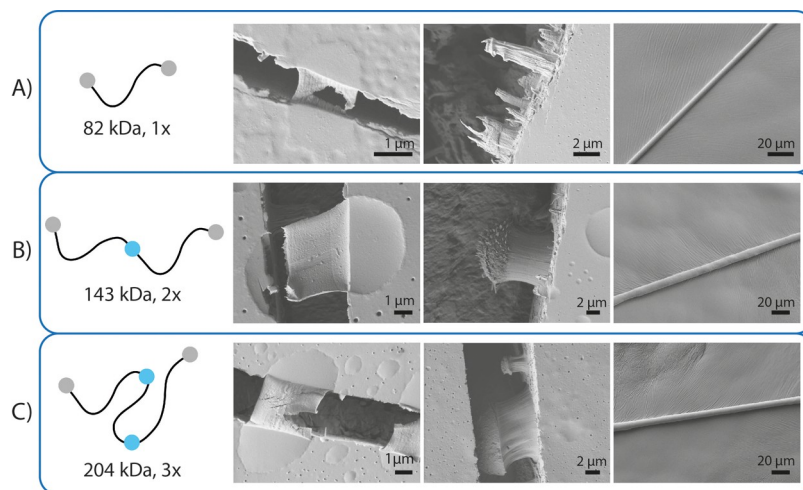 A)
82 kDa, 1x
1 µm
2 µm
20 µm
B)
143 kDa, 2x
1 µm
2 µm
20 µm
C)
204 kDa, 3x
1 µm
2 µm
20 µm